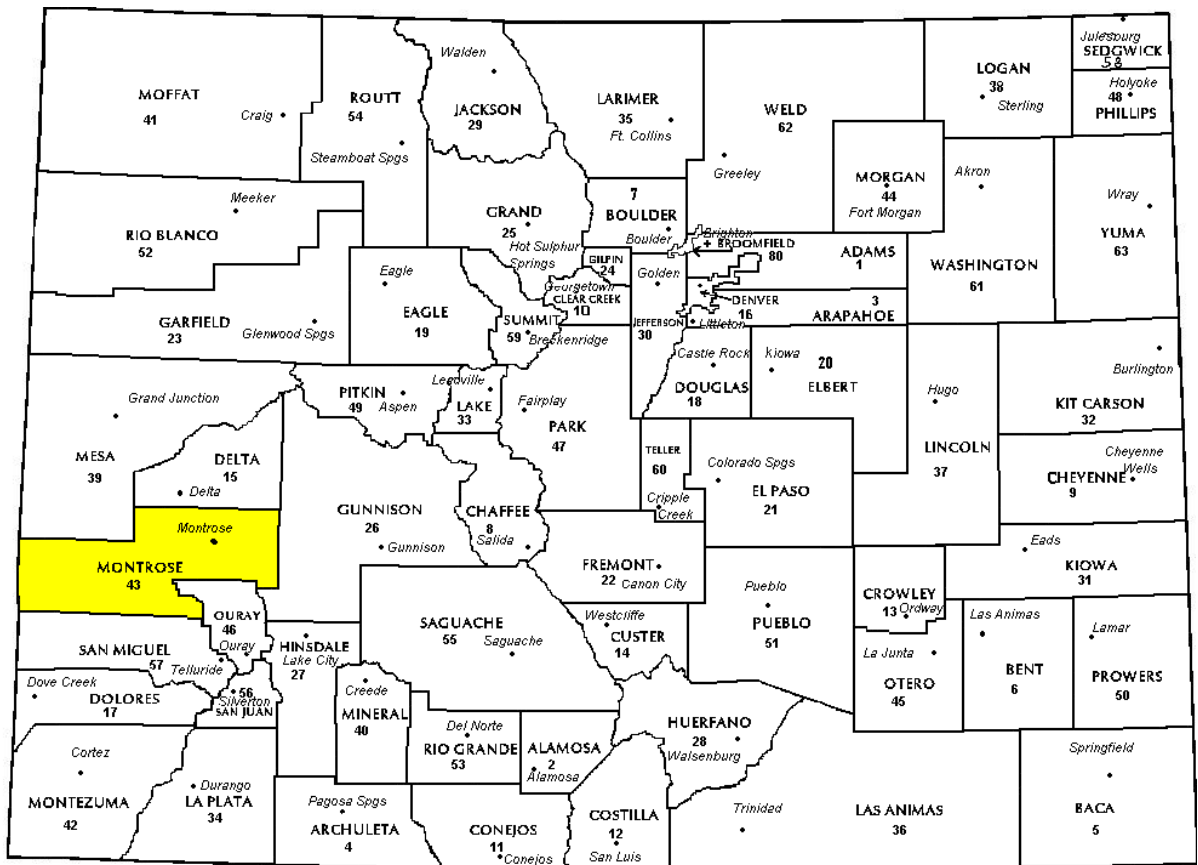 Walden
Julesburg
SEDGWICK
58
LOGAN
38
Sterling
Holyoke
48
PHILLIPS
MOFFAT
41
Craig
ROUTT
54
Steamboat Spgs
JACKSON
29
LARIMER
35
Ft. Collins
WELD
62
Greeley
MORGAN
44
Fort Morgan
Akron
WASHINGTON
61
Wray
YUMA
63
Meeker
RIO BLANCO
52
GRAND
25
Hot Sulphur
Springs
7
BOULDER
Boulder
Brighton
+ BROOMFIELD
80
ADAMS
1
GILPIN
24
Golden
Georgetown
CLEAR CREEK
10
DENVER
16
3
ARAPAHOE
Littleton
JEFFERSON
30
Eagle
EAGLE
19
SUMMIT
59
Breckenridge
GARFIELD
23
Glenwood Spgs
Castle Rock
DOUGLAS
18
kiowa
20
ELBERT
Hugo
LINCOLN
37
Burlington
KIT CARSON
32
Grand Junction
MESA
39
PITKIN
49
Aspen
Leadville
LAKE
33
Fairplay
PARK
47
DELTA
15
Delta
TELLER
60
Cripple
Creek
Colorado Spgs
EL PASO
21
Cheyenne
Wells
CHEYENNE
9
GUNNISON
26
Gunnison
CHAFFEE
8
Salida
Montrose
MONTROSE
43
FREMONT
22
Canon City
Pueblo
PUEBLO
51
CROWLEY
13
Ordway
Eads
KIOWA
31
OURAY
46
Ouray
HINSDALE
Lake City
27
SAGUACHE
55
Saguache
Westcliffe
CUSTER
14
La Junta
OTERO
45
Las Animas
BENT
6
Lamar
PROWERS
50
SAN MIGUEL
57
Telluride
Dove Creek
DOLORES
17
56
Silverton
SAN JUAN
Creede
MINERAL
40
Del Norte
RIO GRANDE
53
ALAMOSA
2
Alamosa
HUERFANO
28
Walsenburg
Cortez
MONTEZUMA
42
Durango
LA PLATA
34
Pagosa Spgs
ARCHULETA
4
CONEJOS
11
Conejos
COSTILLA
12
San Luis
Trinidad
LAS ANIMAS
36
Springfield
BACA
5